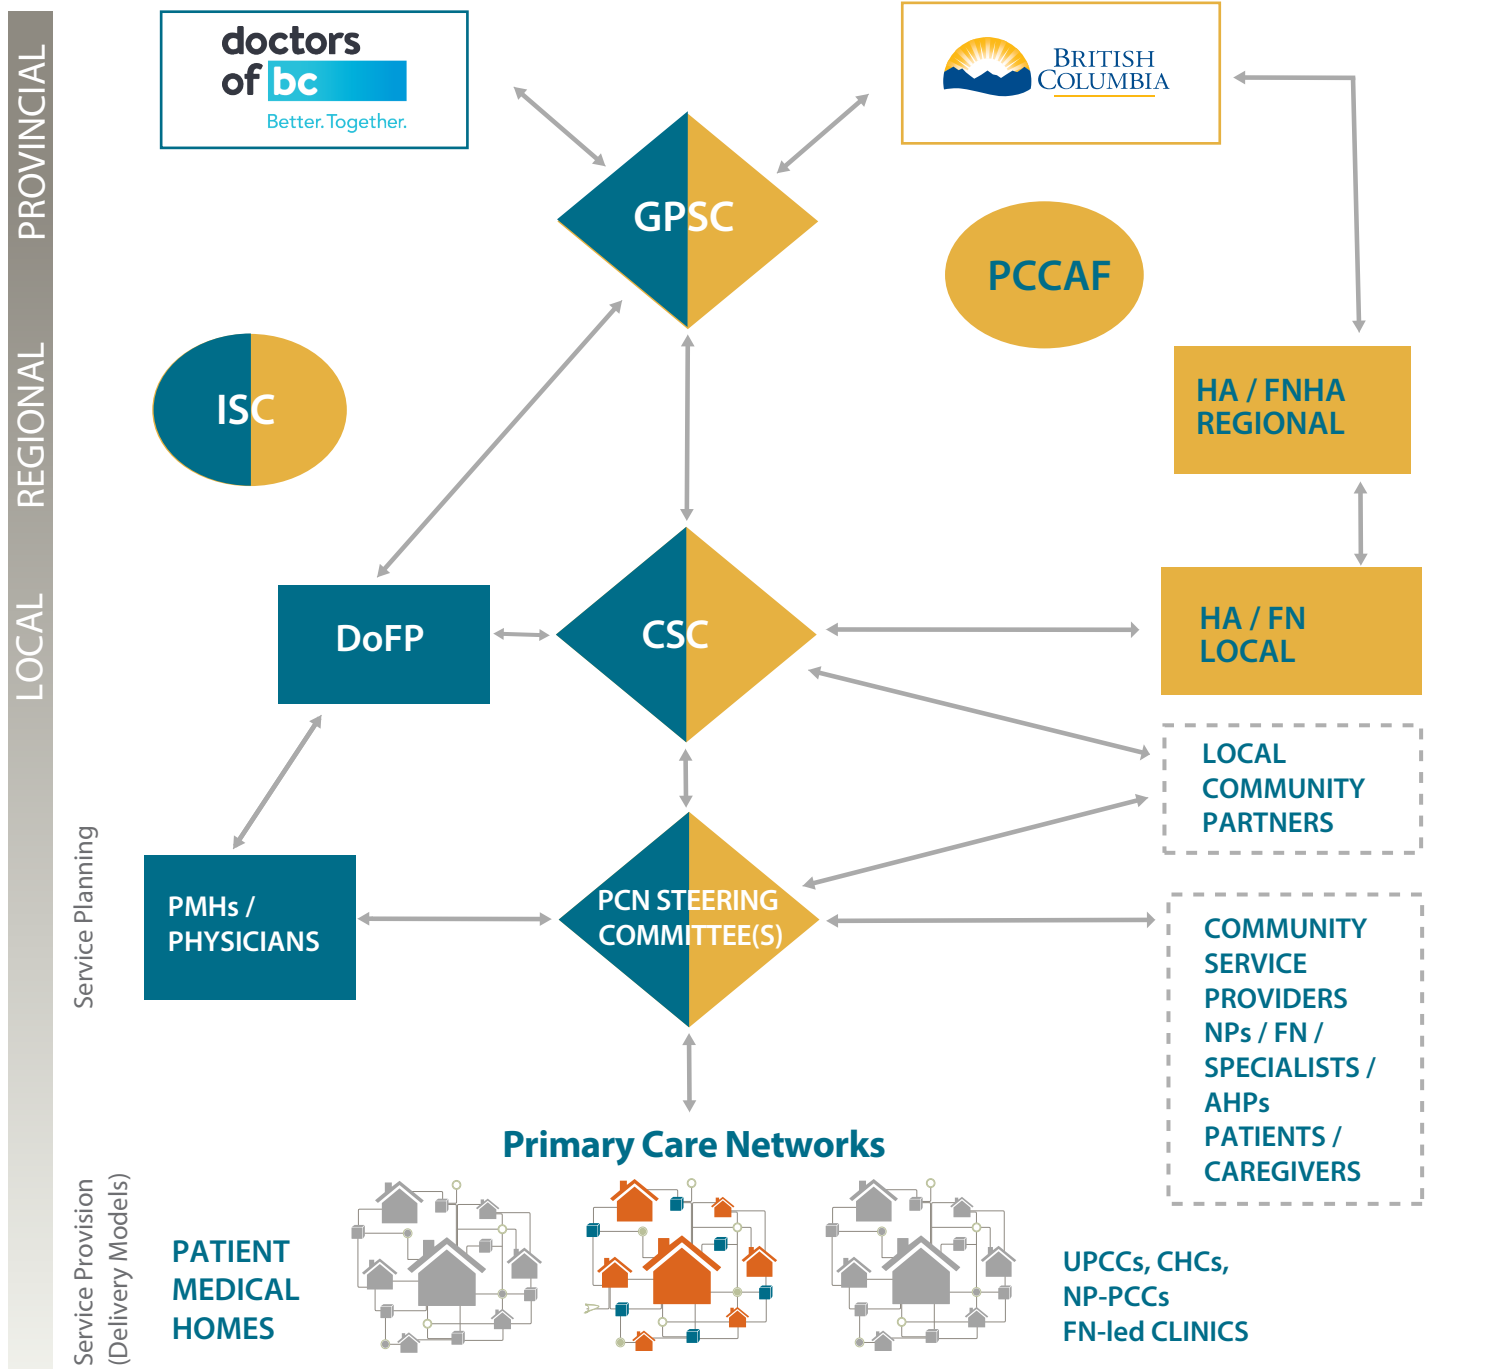 PROVINCIAL
REGIONAL
LOCAL
Service Planning
Service Provision
(Delivery Models)
doctors
of bc
Better. Together.
BRITISH
COLUMBIA
GPSC
PCCAF
ISC
HA / FNHA
REGIONAL
DoFP
CSC
HA / FN
LOCAL
LOCAL
COMMUNITY
PARTNERS
PMHs /
PHYSICIANS
PCN STEERING
COMMITTEE(S)
COMMUNITY
SERVICE
PROVIDERS
NPs / FN /
SPECIALISTS /
AHPs
PATIENTS /
CAREGIVERS
Primary Care Networks
PATIENT
MEDICAL
HOMES
UPCCs, CHCs,
NP-PCCs
FN-led CLINICS